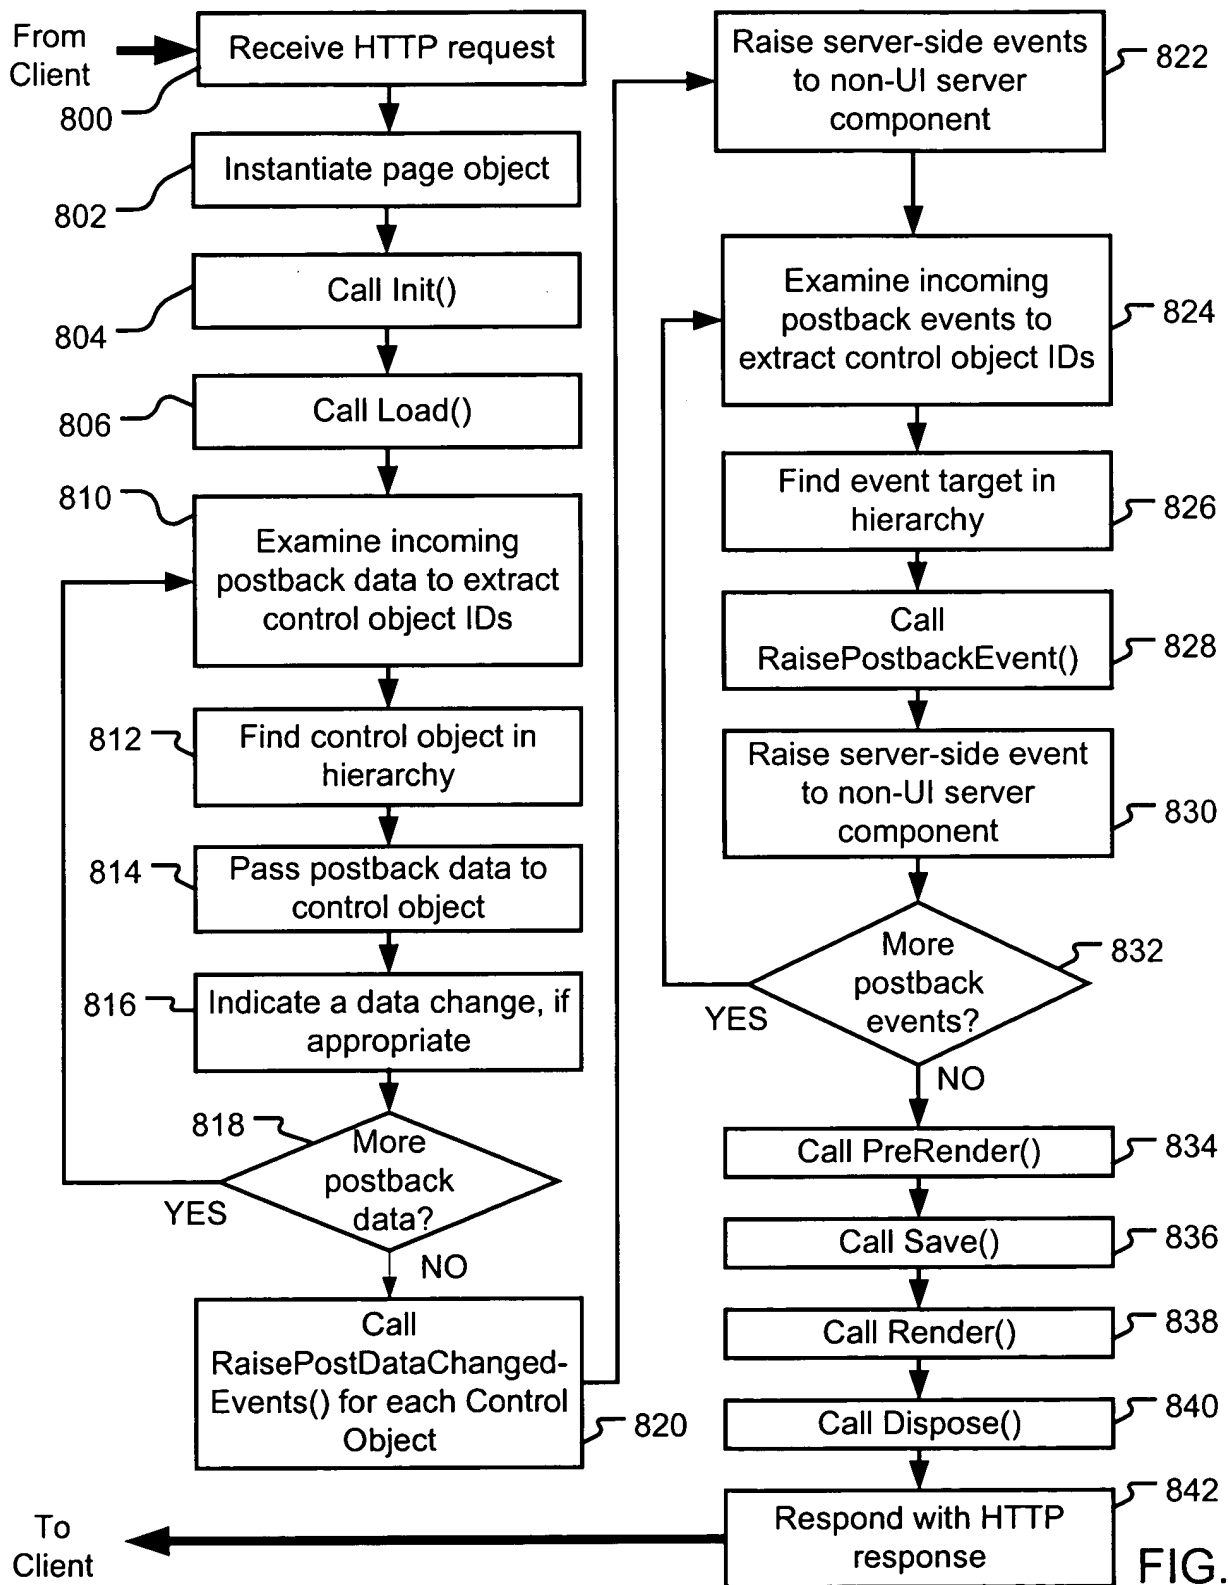 From
Client
Receive HTTP request
800
Instantiate page object
802
Call Init()
804
Call Load()
806
810
Examine incoming
postback data to extract
control object IDs
812
Find control object in
hierarchy
814
Pass postback data to
control object
816
Indicate a data change, if
appropriate
818
More
postback
data?
YES
NO
Call
RaisePostDataChanged-
Events() for each Control
Object
820
Raise server-side events
to non-UI server
component
822
Examine incoming
postback events to
extract control object IDs
824
Find event target in
hierarchy
826
Call
RaisePostbackEvent()
828
Raise server-side event
to non-UI server
component
830
More
postback
events?
832
YES
NO
Call PreRender()
834
Call Save()
836
Call Render()
838
Call Dispose()
840
842
Respond with HTTP
response
To
Client
FIG.